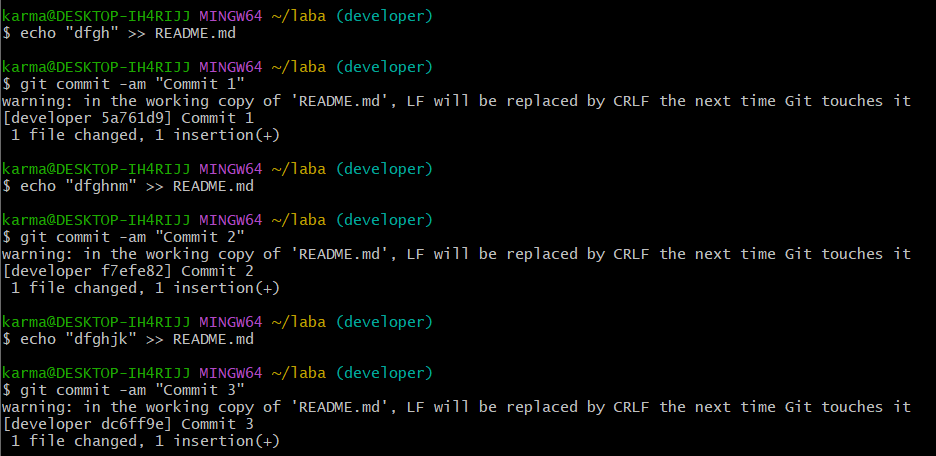 karma@DESKTOP-IH4RIJJ MINGW64 ~/laba (developer)
$ echo "dfgh" >> README.md
karma@DESKTOP-IH4RIJJ MINGW64 ~/laba (developer)
$ git commit -am "Commit 1"
warning: in the working copy of 'README.md', LF will be replaced by CRLF the next time Git touches it
[developer 5a761d9] Commit 1
 1 file changed, 1 insertion(+)
karma@DESKTOP-IH4RIJJ MINGW64 ~/laba (developer)
$ echo "dfghnm" >> README.md
karma@DESKTOP-IH4RIJJ MINGW64 ~/laba (developer)
$ git commit -am "Commit 2"
warning: in the working copy of 'README.md', LF will be replaced by CRLF the next time Git touches it
[developer f7efe82] Commit 2
 1 file changed, 1 insertion(+)
karma@DESKTOP-IH4RIJJ MINGW64 ~/laba (developer)
$ echo "dfghjk" >> README.md
karma@DESKTOP-IH4RIJJ MINGW64 ~/laba (developer)
$ git commit -am "Commit 3"
warning: in the working copy of 'README.md', LF will be replaced by CRLF the next time Git touches it
[developer dc6ff9e] Commit 3
 1 file changed, 1 insertion(+)